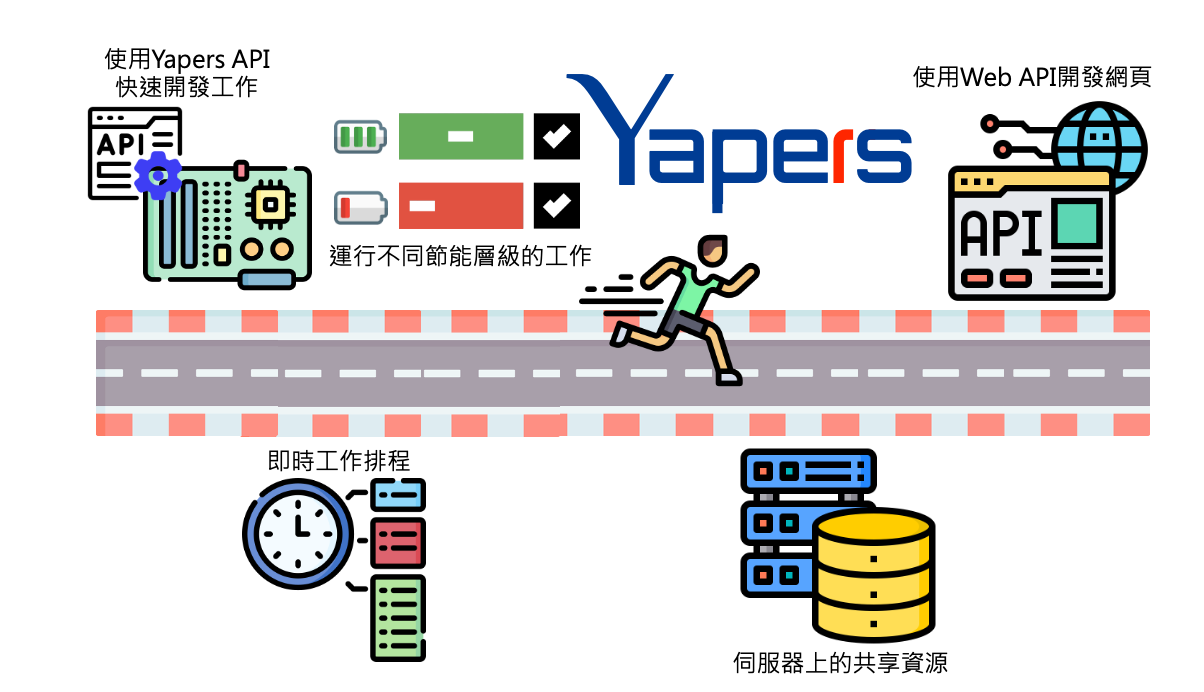 使用Yapers API
快速開發工作
API
運行不同節能層級的工作
Yapers
使用Web API開發網頁
API
即時工作排程
伺服器上的共享資源